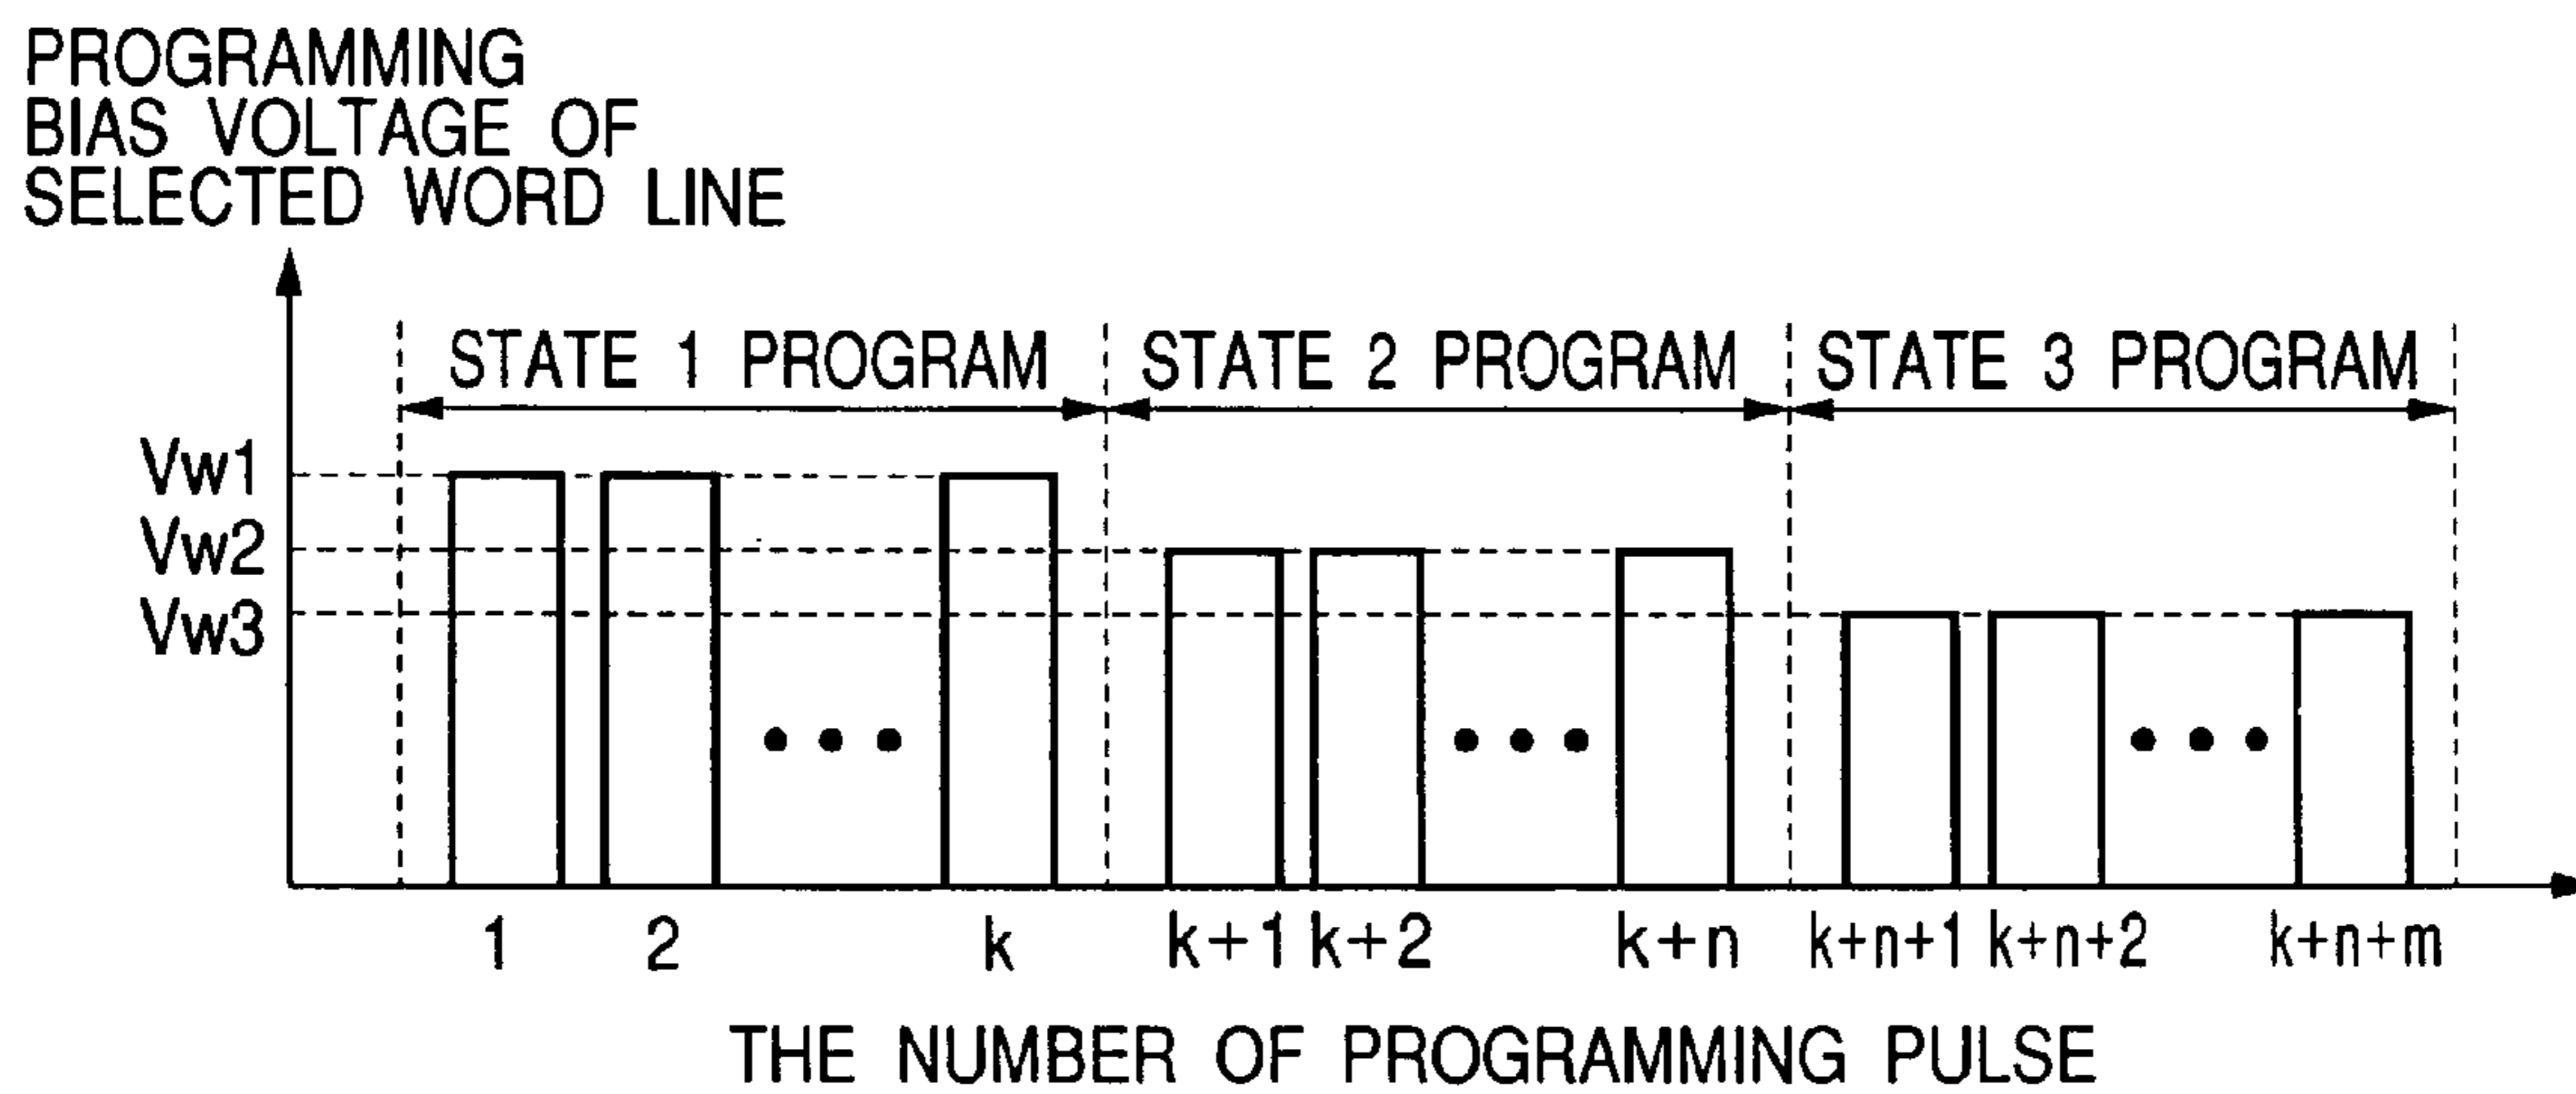 PROGRAMMING
BIAS VOLTAGE OF
SELECTED WORD LINE
STATE 1 PROGRAM STATE 2 PROGRAM STATE 3 PROGRAM
Vw1
Vw2
Vw3
1 2 k k+1 k+2 k+n k+n+1 k+n+2 k+n+m
THE NUMBER OF PROGRAMMING PULSE